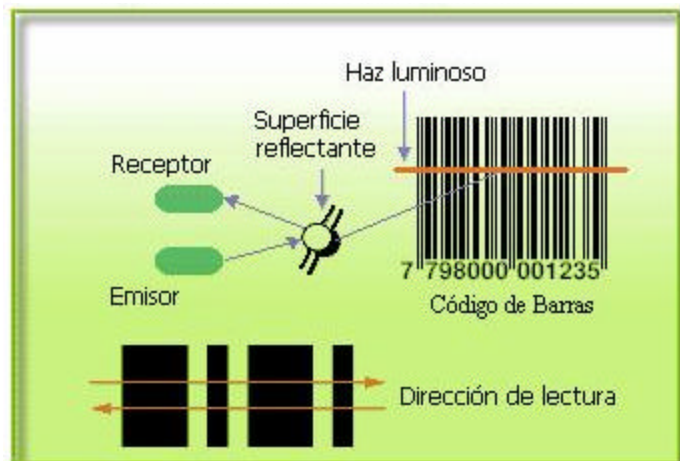 Haz luminoso
Superficie
reflectante
Receptor
Emisor
7 798000 001235
Código de Barras
Dirección de lectura